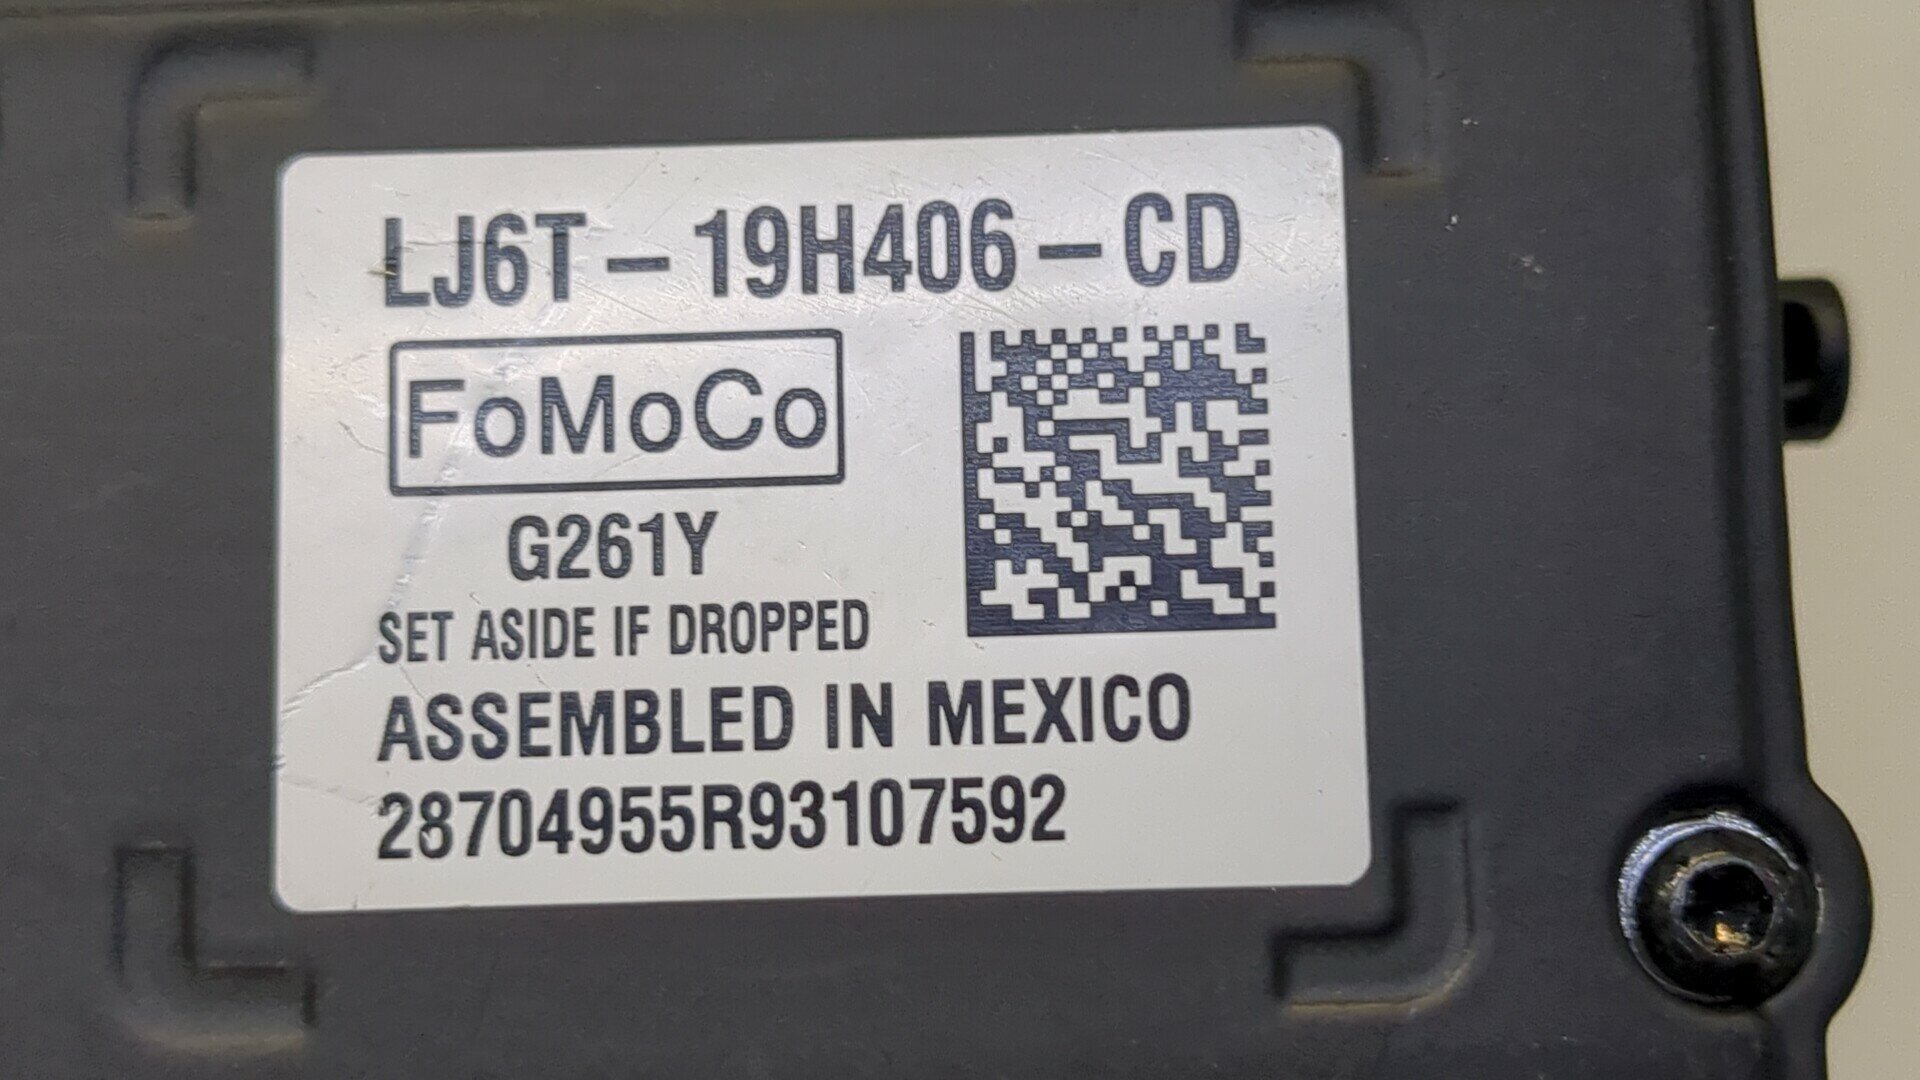 LJ6T-19H406-CD
FoMoCo
G261Y
SET ASIDE IF DROPPED
ASSEMBLED IN MEXICO
28704955R93107592